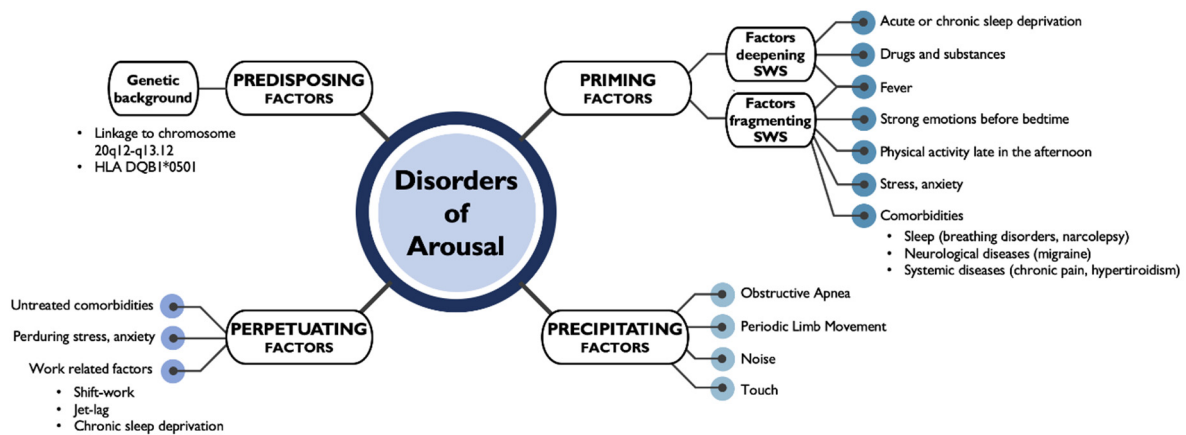 Disorders
of
Arousal
PREDISPOSING
FACTORS
Genetic
background
• Linkage to chromosome
20q12-q13.12
• HLA DQB1*0501
PRIMING
FACTORS
Factors
deepening
SWS
Factors
fragmenting
SWS
Acute or chronic sleep deprivation
Drugs and substances
Fever
Strong emotions before bedtime
Physical activity late in the afternoon
Stress, anxiety
Comorbidities
• Sleep (breathing disorders, narcolepsy)
• Neurological diseases (migraine)
• Systemic diseases (chronic pain, hypertiroidism)
PERPETUATING
FACTORS
Untreated comorbidities
Perduring stress, anxiety
Work related factors
• Shift-work
• Jet-lag
• Chronic sleep deprivation
PRECIPITATING
FACTORS
Obstructive Apnea
Periodic Limb Movement
Noise
Touch